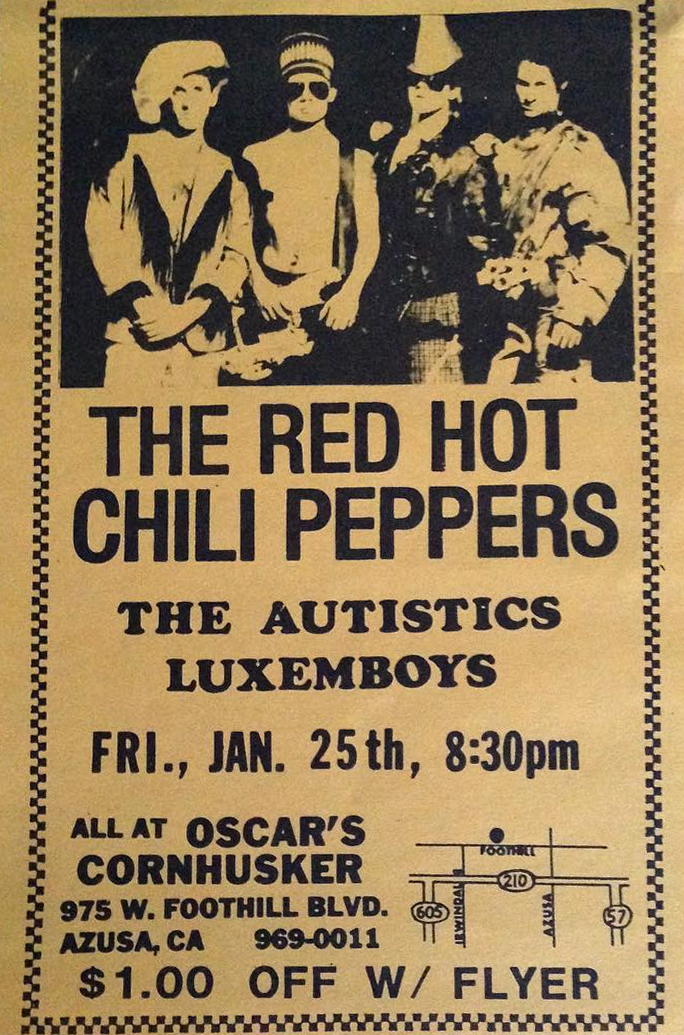 THE RED HOT
CHILI PEPPERS
THE AUTISTICS
LUXEMBOYS
FRI., JAN. 25th, 8:30pm
ALL AT OSCAR'S
CORNHUSKER
975 W. FOOTHILL BLVD.
AZUSA, CA 969-0011
FOOTHILL
210
605
IRWINDALE
AZUSA
57
$1.00 OFF W/ FLYER